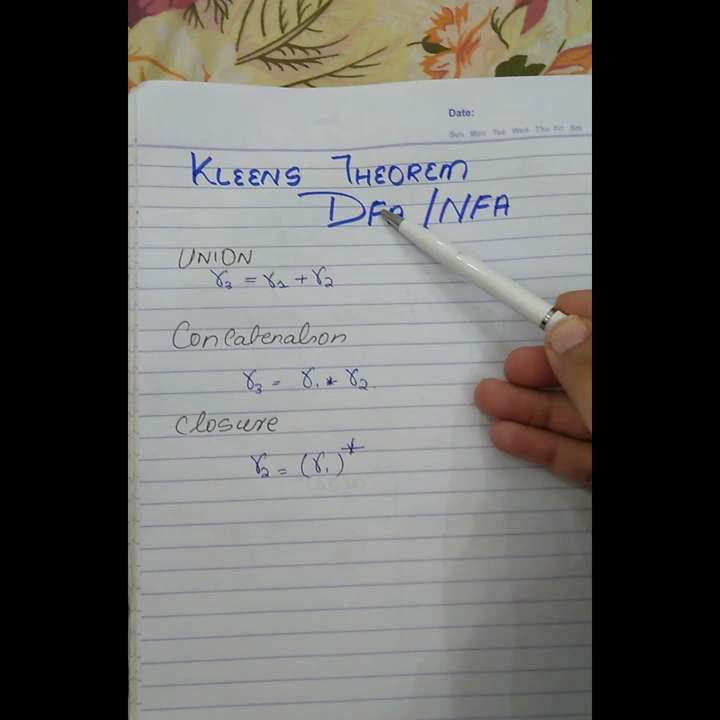 Date:
Sun Mon Tue Wed Thu Fri Sat
KLEENS THEOREM
DFA / NFA
UNION
r₃ = r₁ + r₂
Concatenation
r₃ = r₁ * r₂.
Closure
r₂ = (r₁)*